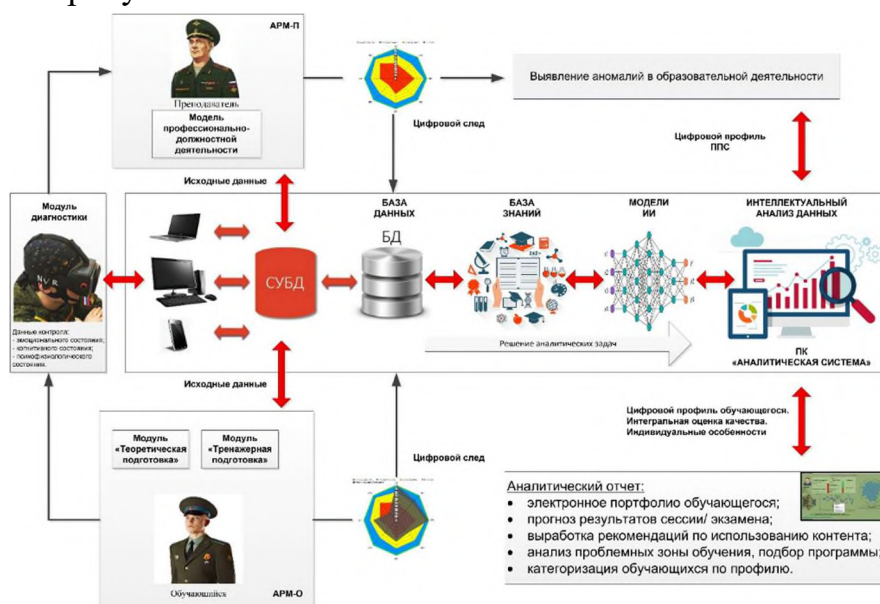 АРМ-П
Преподаватель
Модель
профессионально-
должностной
деятельности
Цифровой след
Выявление аномалий в образовательной деятельности
Цифровой профиль
ППС
Исходные данные
Модуль
диагностики
NVR
Данные контроля:
- эмоционального состояния;
- когнитивного состояния;
- психофизиологического
состояния.
СУБД
БАЗА
ДАННЫХ
БД
БАЗА
ЗНАНИЙ
МОДЕЛИ
ИИ
ИНТЕЛЛЕКТУАЛЬНЫЙ
АНАЛИЗ ДАННЫХ
Решение аналитических задач
ПК
«АНАЛИТИЧЕСКАЯ СИСТЕМА»
Исходные данные
Модуль
«Теоретическая
подготовка»
Модуль
«Тренажерная
подготовка»
Обучающийся
АРМ-О
Цифровой след
Цифровой профиль обучающегося.
Интегральная оценка качества.
Индивидуальные особенности
Аналитический отчет:
• электронное портфолио обучающегося;
• прогноз результатов сессии/ экзамена;
• выработка рекомендаций по использованию контента;
• анализ проблемных зоны обучения, подбор программы;
• категоризация обучающихся по профилю.